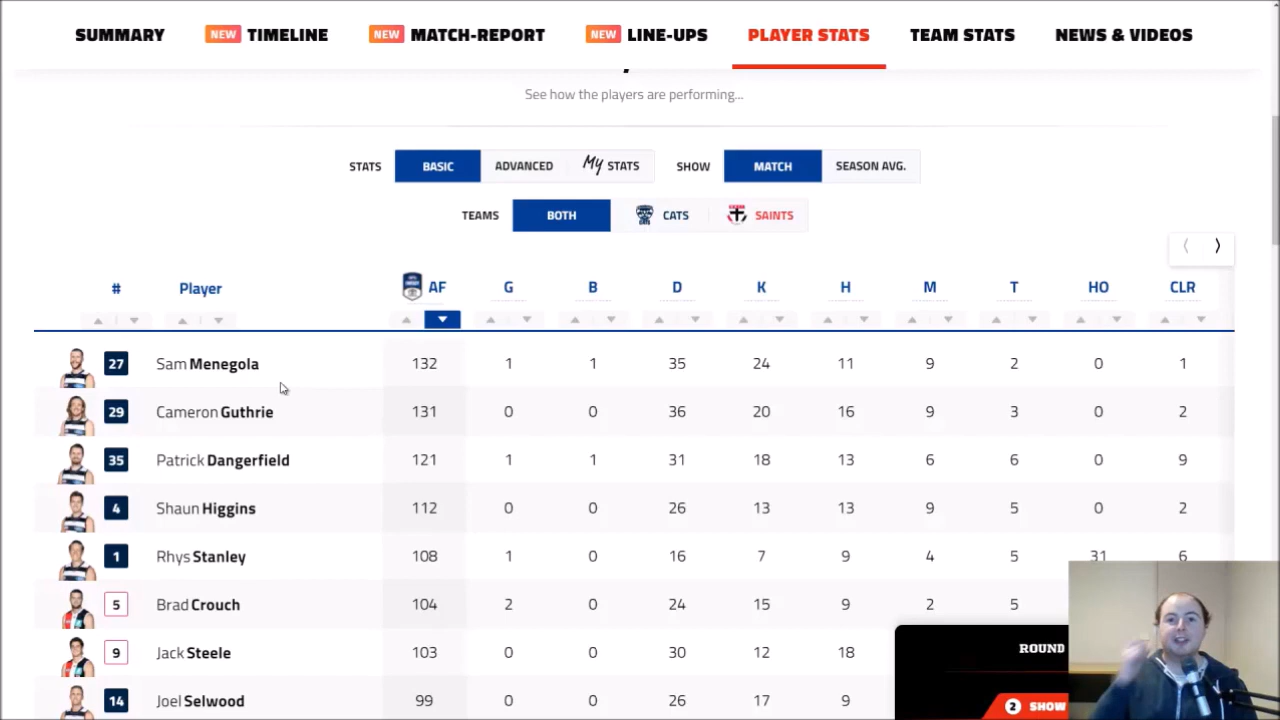 SUMMARY NEW TIMELINE NEW MATCH-REPORT NEW LINE-UPS PLAYER STATS TEAM STATS NEWS & VIDEOS
See how the players are performing...
STATS BASIC ADVANCED My STATS SHOW MATCH SEASON AVG.
TEAMS BOTH CATS SAINTS
# Player AF G B D K H M T HO CLR
27 Sam Menegola 132 1 1 35 24 11 9 2 0 1
29 Cameron Guthrie 131 0 0 36 20 16 9 3 0 2
35 Patrick Dangerfield 121 1 1 31 18 13 6 6 0 9
4 Shaun Higgins 112 0 0 26 13 13 9 5 0 2
1 Rhys Stanley 108 1 0 16 7 9 4 5 31 6
5 Brad Crouch 104 2 0 24 15 9 2 5
9 Jack Steele 103 0 0 30 12 18
ROUND
14 Joel Selwood 99 0 0 26 17 9
2 SHOW